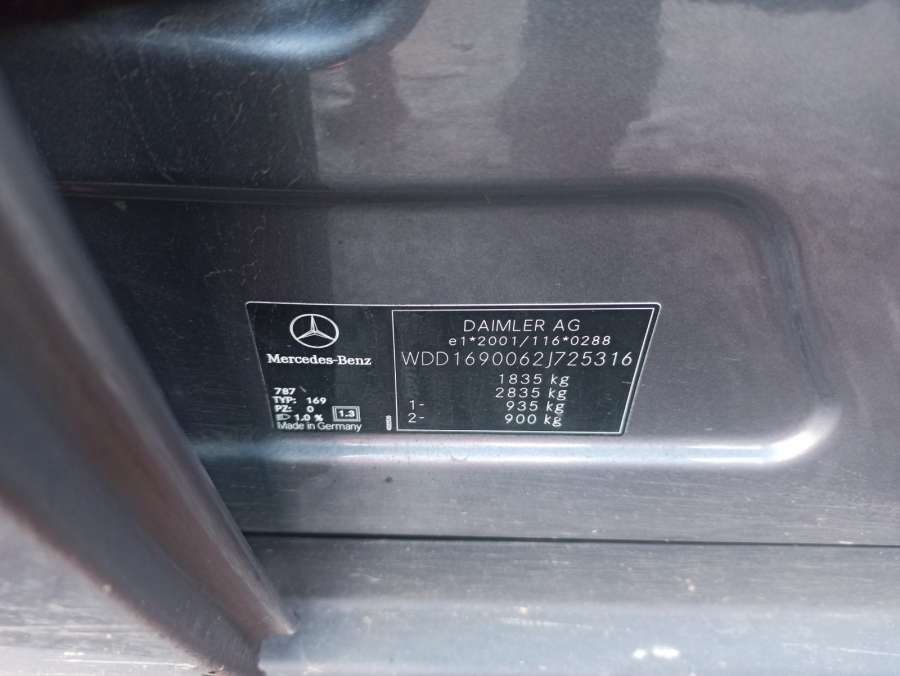 Mercedes-Benz
787
TYP: 169
PZ: 0
1.0 %
1.3
Made in Germany
DAIMLER AG
e1*2001/116*0288
WDD1690062J725316
1835 kg
2835 kg
1- 935 kg
2- 900 kg